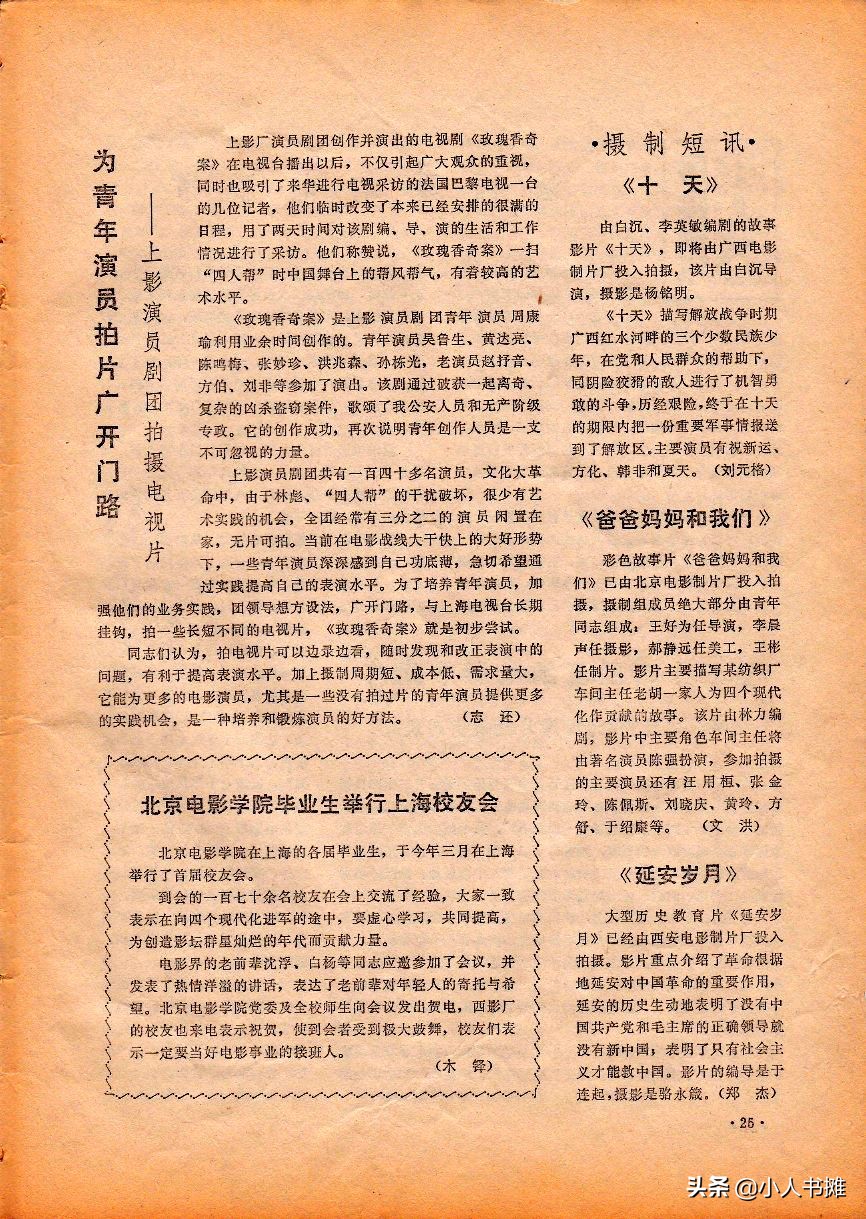 为青年演员拍片广开门路
——上影演员剧团拍摄电视片
上影厂演员剧团创作并演出的电视剧《玫瑰香奇
案》在电视台播出以后，不仅引起广大观众的重视，
同时也吸引了来华进行电视采访的法国巴黎电视一台
的几位记者，他们临时改变了本来已经安排的很满的
日程，用了两天时间对该剧编、导、演的生活和工作
情况进行了采访。他们称赞说，《玫瑰香奇案》一扫
“四人帮”时中国舞台上的帮风帮气，有着较高的艺
术水平。
《玫瑰香奇案》是上影演员剧团青年演员周康
瑜利用业余时间创作的。青年演员吴鲁生、黄达亮、
陈鸣梅、张妙珍、洪兆森、孙栋光，老演员赵抒音、
方伯、刘非等参加了演出。该剧通过破获一起离奇、
复杂的凶杀盗窃案件，歌颂了我公安人员和无产阶级
专政。它的创作成功，再次说明青年创作人员是一支
不可忽视的力量。
上影演员剧团共有一百四十多名演员，文化大革
命中，由于林彪、“四人帮”的干扰破坏，很少有艺
术实践的机会，全团经常有三分之二的演员闲置在
家，无片可拍。当前在电影战线大干快上的大好形势
下，一些青年演员深深感到自己功底薄，急切希望通
过实践提高自己的表演水平。为了培养青年演员，加
强他们的业务实践，团领导想方设法，广开门路，与上海电视台长期
挂钩，拍一些长短不同的电视片，《玫瑰香奇案》就是初步尝试。
同志们认为，拍电视片可以边录边看，随时发现和改正表演中的
问题，有利于提高表演水平。加上摄制周期短、成本低、需求量大，
它能为更多的电影演员，尤其是一些没有拍过片的青年演员提供更多
的实践机会，是一种培养和锻炼演员的好方法。（志 还）
北京电影学院毕业生举行上海校友会
北京电影学院在上海的各届毕业生，于今年三月在上海
举行了首届校友会。
到会的一百七十余名校友在会上交流了经验，大家一致
表示在向四个现代化进军的途中，要虚心学习，共同提高，
为创造影坛群星灿烂的年代而贡献力量。
电影界的老前辈沈浮、白杨等同志应邀参加了会议，并
发表了热情洋溢的讲话，表达了老前辈对年轻人的寄托与希
望。北京电影学院党委及全校师生向会议发出贺电，西影厂
的校友也来电表示祝贺，使到会者受到极大鼓舞，校友们表
示一定要当好电影事业的接班人。
（木 铎）
·摄制短讯·
《十天》
由白沉、李英敏编剧的故事
影片《十天》，即将由广西电影
制片厂投入拍摄，该片由白沉导
演，摄影是杨铭明。
《十天》描写解放战争时期
广西红水河畔的三个少数民族少
年，在党和人民群众的帮助下，
同阴险狡猾的敌人进行了机智勇
敢的斗争，历经艰险，终于在十天
的期限内把一份重要军事情报送
到了解放区。主要演员有祝新运、
方化、韩非和夏天。（刘元格）
《爸爸妈妈和我们》
彩色故事片《爸爸妈妈和我
们》已由北京电影制片厂投入拍
摄，摄制组成员绝大部分由青年
同志组成：王好为任导演，李晨
声任摄影，郝静远任美工，王彬
任制片。影片主要描写某纺织厂
车间主任老胡一家人为四个现代
化作贡献的故事。该片由林力编
剧，影片中主要角色车间主任将
由著名演员陈强扮演，参加拍摄
的主要演员还有汪用桓、张金
玲、陈佩斯、刘晓庆、黄玲、方
舒、于绍康等。（文 洪）
《延安岁月》
大型历史教育片《延安岁
月》已经由西安电影制片厂投入
拍摄。影片重点介绍了革命根据
地延安对中国革命的重要作用，
延安的历史生动地表明了没有中
国共产党和毛主席的正确领导就
没有新中国；表明了只有社会主
义才能救中国。影片的编导是于
连起，摄影是骆永箴。（郑 杰）
·25·
头条 @小人书摊